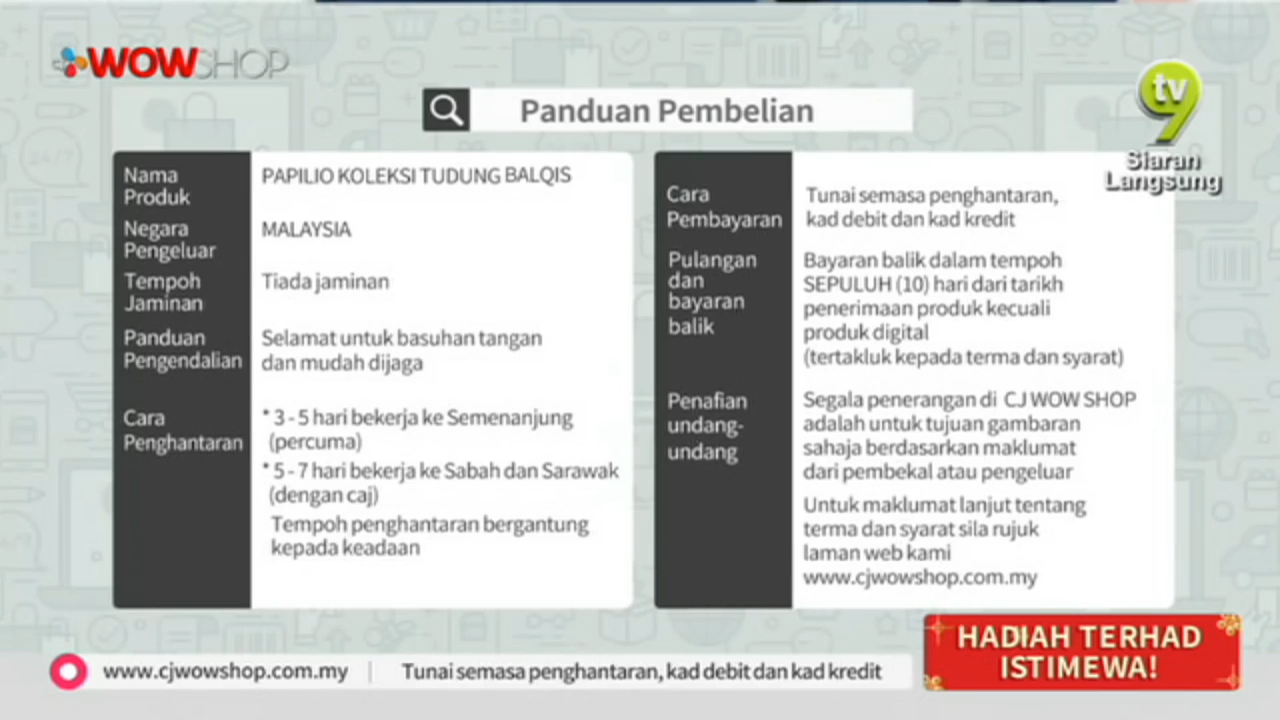 WOWSHOP
Panduan Pembelian
tv9
Siaran
Langsung
Nama
Produk
PAPILIO KOLEKSI TUDUNG BALQIS
Negara
Pengeluar
MALAYSIA
Tempoh
Jaminan
Tiada jaminan
Panduan
Pengendalian
Selamat untuk basuhan tangan
dan mudah dijaga
Cara
Penghantaran
* 3 - 5 hari bekerja ke Semenanjung
(percuma)
* 5 - 7 hari bekerja ke Sabah dan Sarawak
(dengan caj)
Tempoh penghantaran bergantung
kepada keadaan
Cara
Pembayaran
Tunai semasa penghantaran,
kad debit dan kad kredit
Pulangan
dan
bayaran
balik
Bayaran balik dalam tempoh
SEPULUH (10) hari dari tarikh
penerimaan produk kecuali
produk digital
(tertakluk kepada terma dan syarat)
Penafian
undang-
undang
Segala penerangan di CJ WOW SHOP
adalah untuk tujuan gambaran
sahaja berdasarkan maklumat
dari pembekal atau pengeluar
Untuk maklumat lanjut tentang
terma dan syarat sila rujuk
laman web kami
www.cjwowshop.com.my
HADIAH TERHAD
ISTIMEWA!
www.cjwowshop.com.my | Tunai semasa penghantaran, kad debit dan kad kredit